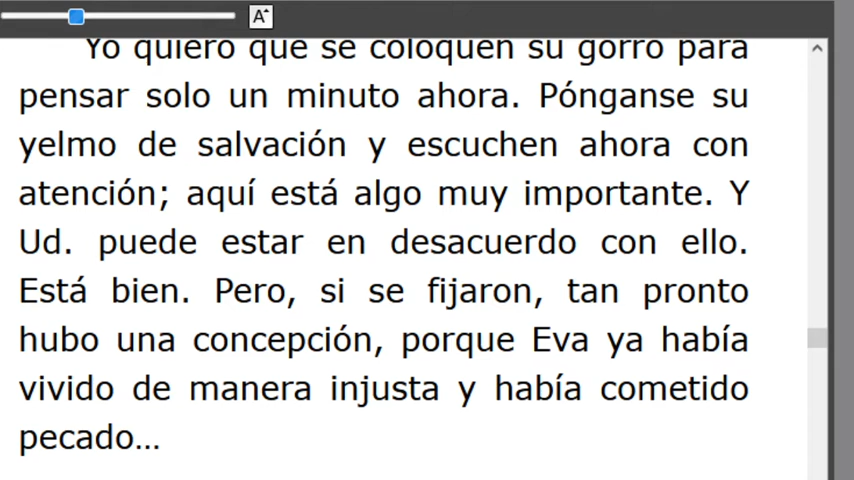 A
Yo quiero que se coloquen su gorro para
pensar solo un minuto ahora. Pónganse su
yelmo de salvación y escuchen ahora con
atención; aquí está algo muy importante. Y
Ud. puede estar en desacuerdo con ello.
Está bien. Pero, si se fijaron, tan pronto
hubo una concepción, porque Eva ya había
vivido de manera injusta y había cometido
pecado...